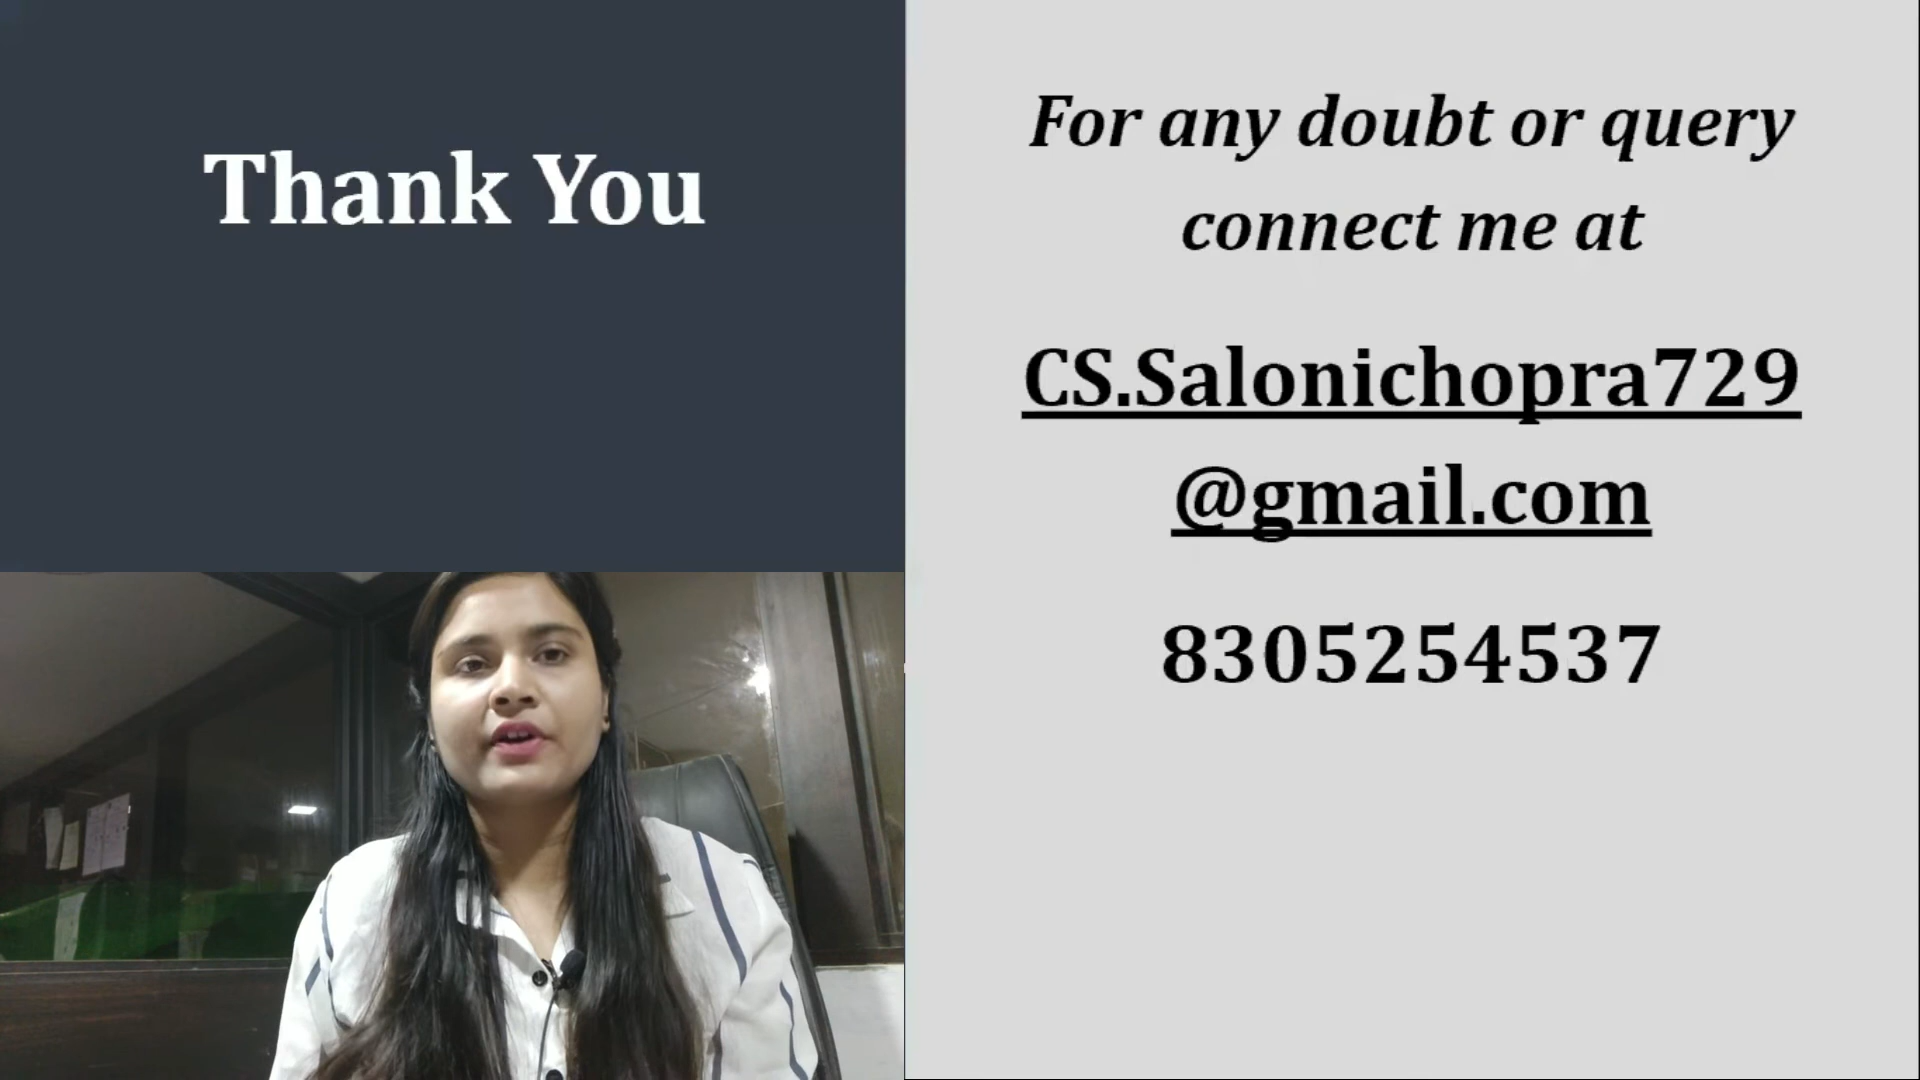 Thank You
For any doubt or query
connect me at
CS.Salonichopra729
@gmail.com
8305254537